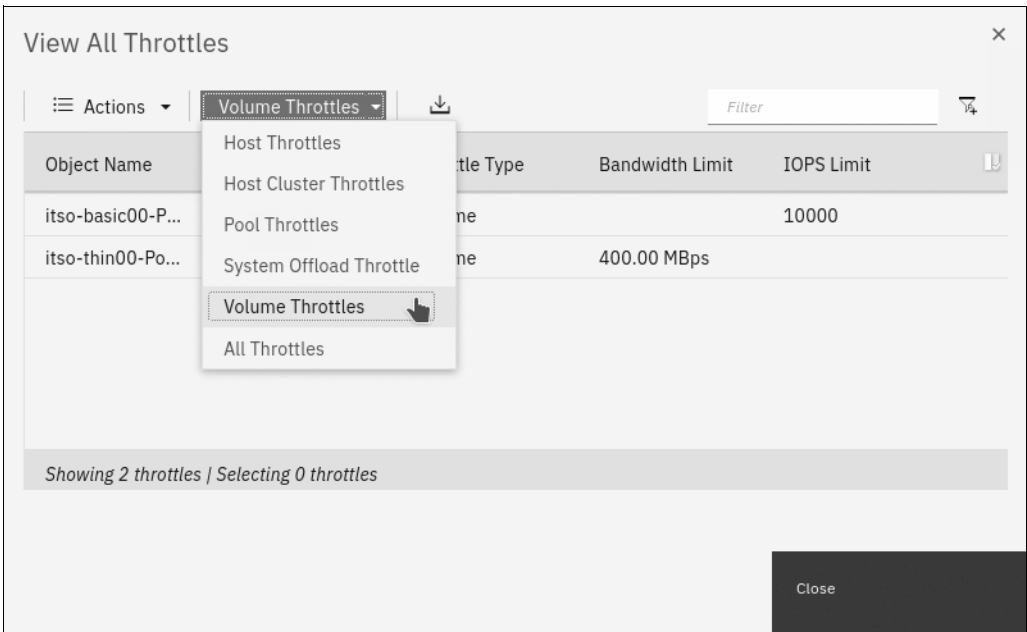 View All Throttles
Actions Volume Throttles Filter
Host Throttles
Object Name tle Type Bandwidth Limit IOPS Limit
Host Cluster Throttles
itso-basic00-P... me 10000
Pool Throttles
itso-thin00-Po... me 400.00 MBps
System Offload Throttle
Volume Throttles
All Throttles
Showing 2 throttles | Selecting 0 throttles
Close